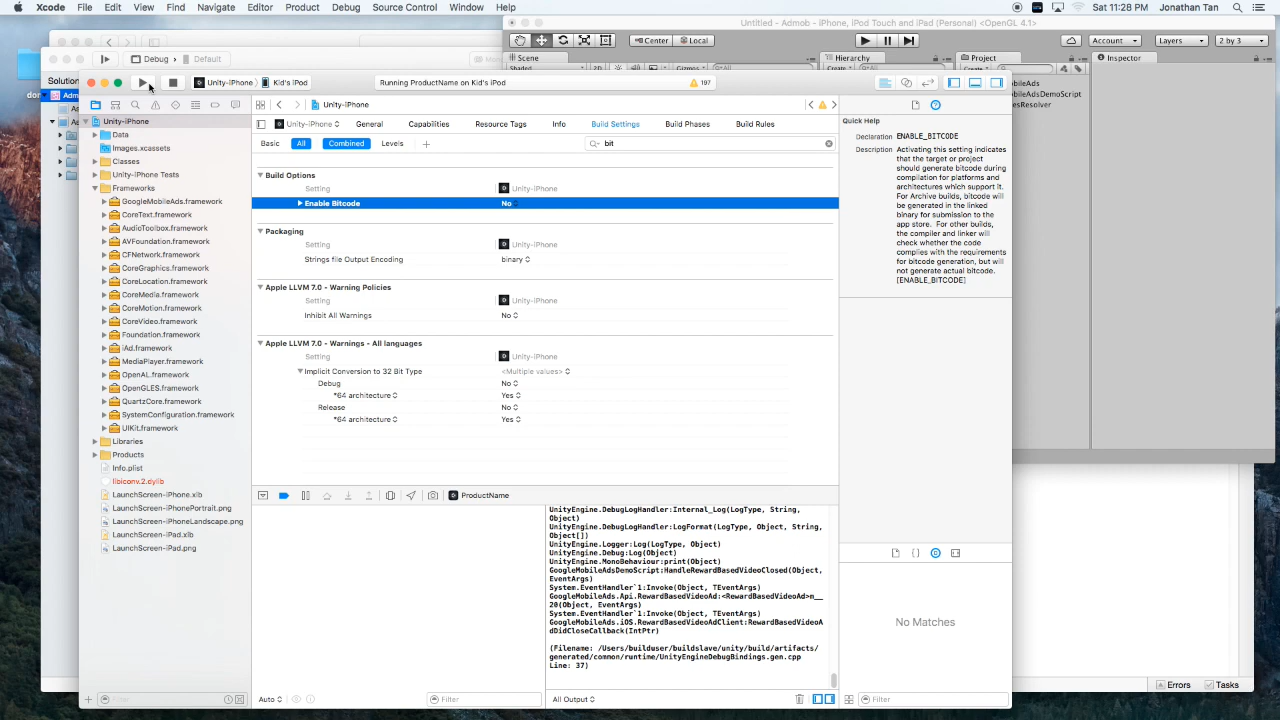 Xcode File Edit View Find Navigate Editor Product Debug Source Control Window Help
Sat 11:28 PM Jonathan Tan
Untitled - Admob - iPhone, iPod Touch and iPad (Personal) <OpenGL 4.1>
Center Local Account Layers 2 by 3
Debug Default
Scene Hierarchy Project Inspector
Solution
Unity-iPhone Kid's iPod
Running ProductName on Kid's iPod
197
Unity-iPhone
Unity-iPhone
Data
Images.xcassets
Classes
Unity-iPhone Tests
Frameworks
GoogleMobileAds.framework
CoreText.framework
AudioToolbox.framework
AVFoundation.framework
CFNetwork.framework
CoreGraphics.framework
CoreLocation.framework
CoreMedia.framework
CoreMotion.framework
CoreVideo.framework
Foundation.framework
iAd.framework
MediaPlayer.framework
OpenAL.framework
OpenGLES.framework
QuartzCore.framework
SystemConfiguration.framework
UIKit.framework
Libraries
Products
Info.plist
libiconv.2.dylib
LaunchScreen-iPhone.xib
LaunchScreen-iPhonePortrait.png
LaunchScreen-iPhoneLandscape.png
LaunchScreen-iPad.xib
LaunchScreen-iPad.png
Unity-iPhone General Capabilities Resource Tags Info Build Settings Build Phases Build Rules
Basic All Combined Levels
bit
Build Options
Setting Unity-iPhone
Enable Bitcode No
Packaging
Setting Unity-iPhone
Strings file Output Encoding binary
Apple LLVM 7.0 - Warning Policies
Setting Unity-iPhone
Inhibit All Warnings No
Apple LLVM 7.0 - Warnings - All languages
Setting Unity-iPhone
Implicit Conversion to 32 Bit Type <Multiple values>
Debug No
*64 architecture Yes
Release No
*64 architecture Yes
ProductName
UnityEngine.DebugLogHandler:Internal_Log(LogType, String,
Object)
UnityEngine.DebugLogHandler:LogFormat(LogType, Object, String,
Object[])
UnityEngine.Logger:Log(LogType, Object)
UnityEngine.Debug:Log(Object)
UnityEngine.MonoBehaviour:print(Object)
GoogleMobileAdsDemoScript:HandleRewardBasedVideoClosed(Object,
EventArgs)
System.EventHandler`1:Invoke(Object, TEventArgs)
GoogleMobileAds.Api.RewardBasedVideoAd:<RewardBasedVideoAd>m__
20(Object, EventArgs)
System.EventHandler`1:Invoke(Object, TEventArgs)
GoogleMobileAds.iOS.RewardBasedVideoAdClient:RewardBasedVideoA
dDidCloseCallback(IntPtr)
(Filename: /Users/builduser/buildslave/unity/build/artifacts/
generated/common/runtime/UnityEngineDebugBindings.gen.cpp
Line: 37)
Filter
Auto
Filter
All Output
Quick Help
Declaration ENABLE_BITCODE
Description Activating this setting indicates
that the target or project
should generate bitcode during
compilation for platforms and
architectures which support it.
For Archive builds, bitcode will
be generated in the linked
binary for submission to the
app store. For other builds,
the compiler and linker will
check whether the code
complies with the requirements
for bitcode generation, but will
not generate actual bitcode.
[ENABLE_BITCODE]
No Matches
Filter
Errors Tasks